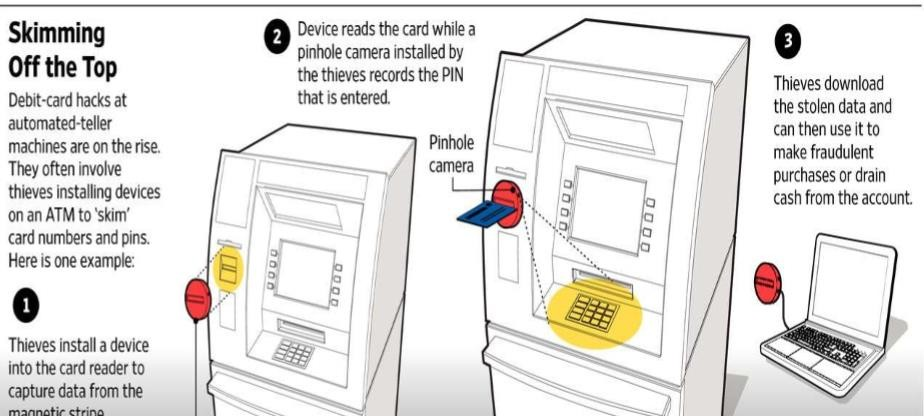 Skimming
Off the Top
Debit-card hacks at
automated-teller
machines are on the rise.
They often involve
thieves installing devices
on an ATM to 'skim'
card numbers and pins.
Here is one example:
1
Thieves install a device
into the card reader to
capture data from the
magnetic stripe
2
Device reads the card while a
pinhole camera installed by
the thieves records the PIN
that is entered.
Pinhole
camera
3
Thieves download
the stolen data and
can then use it to
make fraudulent
purchases or drain
cash from the account.